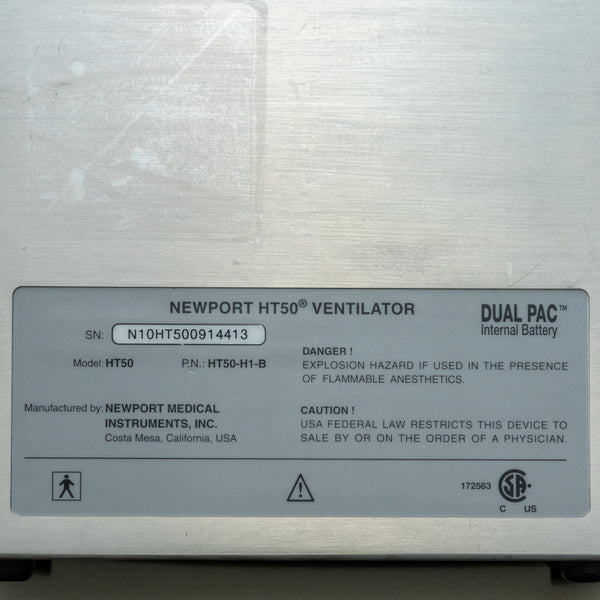 NEWPORT HT50® VENTILATOR
DUAL PAC™
Internal Battery
SN: N10HT500914413
Model: HT50 P.N.: HT50-H1-B
DANGER !
EXPLOSION HAZARD IF USED IN THE PRESENCE
OF FLAMMABLE ANESTHETICS.
Manufactured by: NEWPORT MEDICAL
INSTRUMENTS, INC.
Costa Mesa, California, USA
CAUTION !
USA FEDERAL LAW RESTRICTS THIS DEVICE TO
SALE BY OR ON THE ORDER OF A PHYSICIAN.
172563 SA
C US